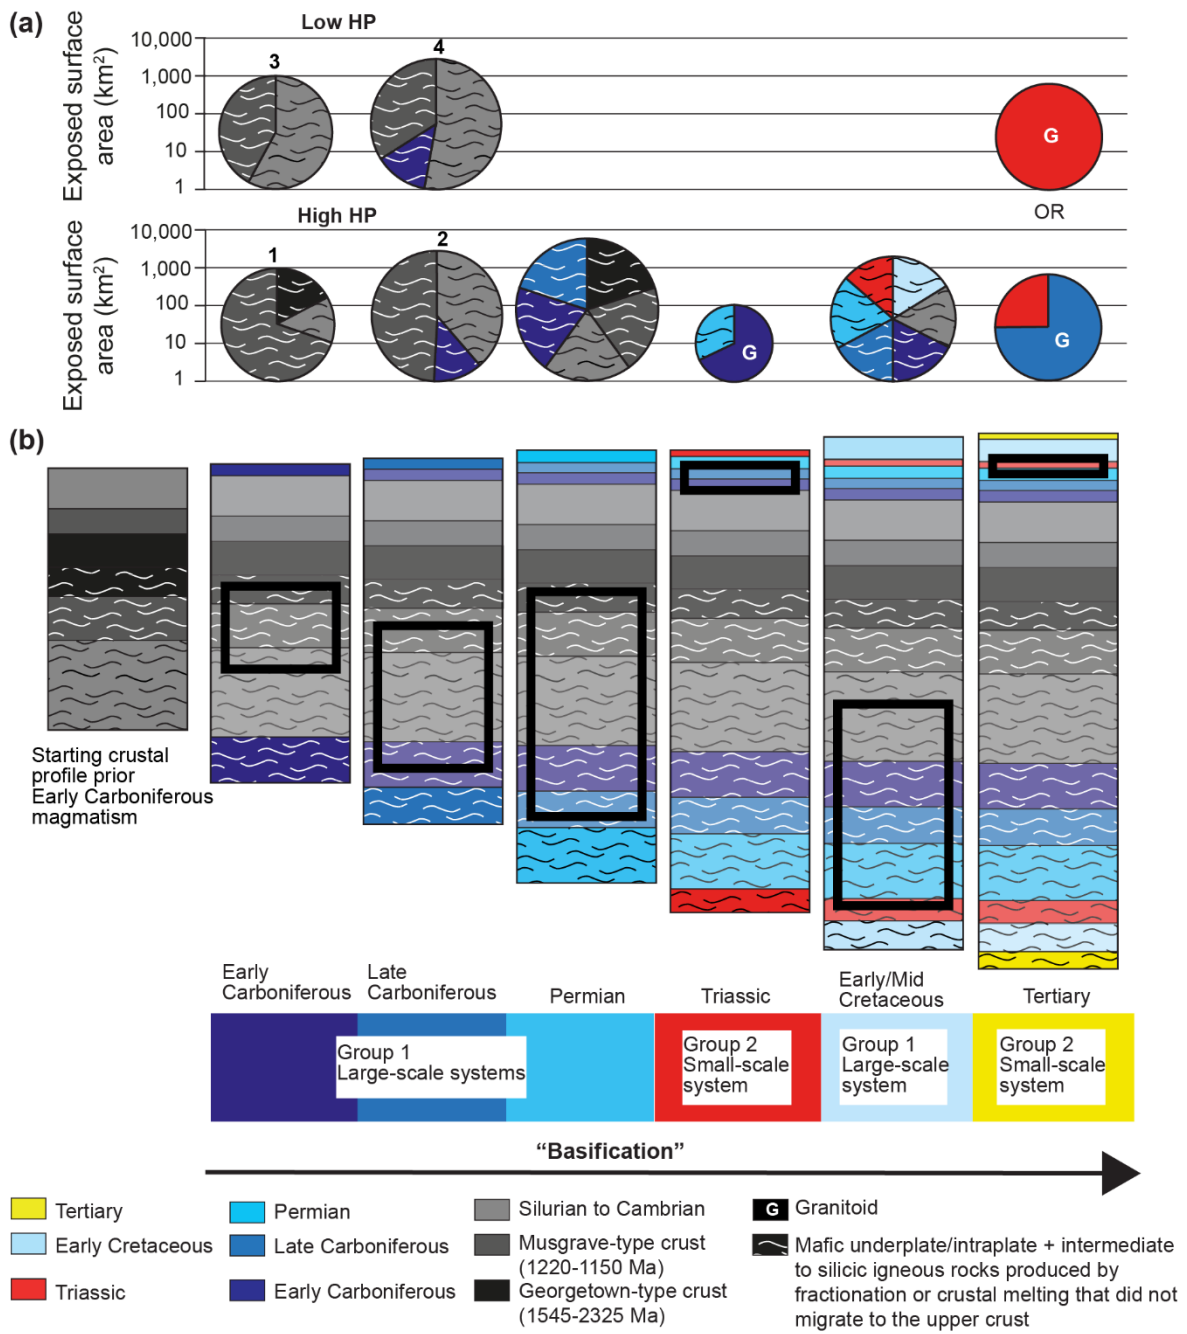 (a)
Low HP
Exposed surface
area (km²)
10,000
1,000
100
10
1
3
4
G
OR
High HP
Exposed surface
area (km²)
10,000
1,000
100
10
1
1
2
G
G
(b)
Starting crustal
profile prior
Early Carboniferous
magmatism
Early
Carboniferous
Late
Carboniferous
Permian
Triassic
Early/Mid
Cretaceous
Tertiary
Group 1
Large-scale systems
Group 2
Small-scale
system
Group 1
Large-scale
system
Group 2
Small-scale
system
“Basification”
Tertiary
Early Cretaceous
Triassic
Permian
Late Carboniferous
Early Carboniferous
Silurian to Cambrian
Musgrave-type crust
(1220-1150 Ma)
Georgetown-type crust
(1545-2325 Ma)
G
Granitoid
Mafic underplate/intraplate + intermediate
to silicic igneous rocks produced by
fractionation or crustal melting that did not
migrate to the upper crust